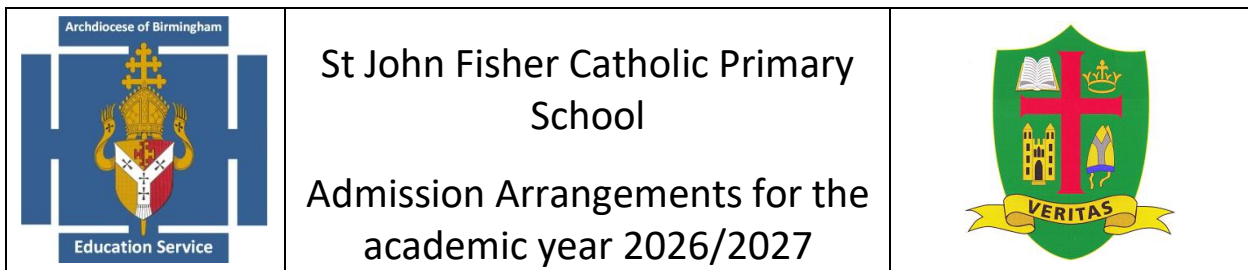 Archdiocese of Birmingham
Education Service
St John Fisher Catholic Primary
School
Admission Arrangements for the
academic year 2026/2027
VERITAS